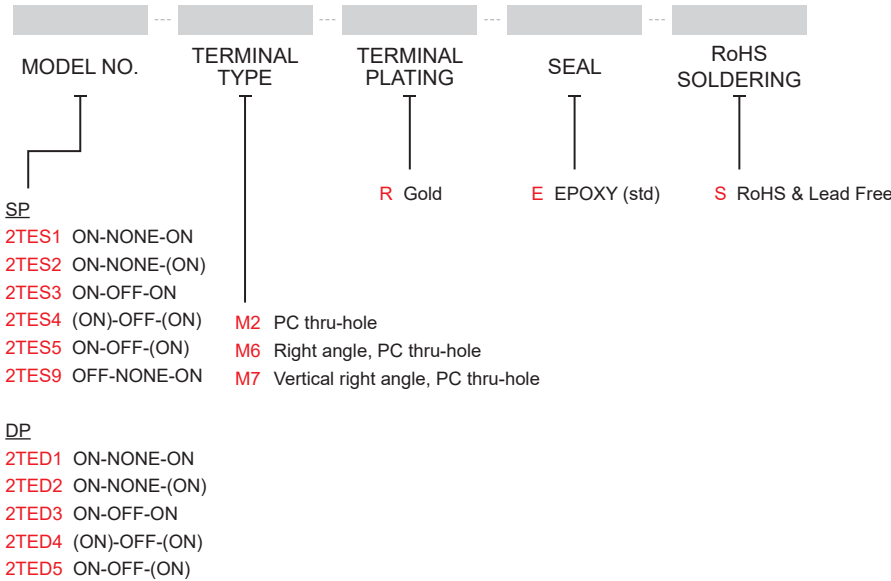 MODEL NO.
TERMINAL
TYPE
TERMINAL
PLATING
SEAL
RoHS
SOLDERING
R Gold
E EPOXY (std)
S RoHS & Lead Free
SP
2TES1 ON-NONE-ON
2TES2 ON-NONE-(ON)
2TES3 ON-OFF-ON
2TES4 (ON)-OFF-(ON)
2TES5 ON-OFF-(ON)
2TES9 OFF-NONE-ON
M2 PC thru-hole
M6 Right angle, PC thru-hole
M7 Vertical right angle, PC thru-hole
DP
2TED1 ON-NONE-ON
2TED2 ON-NONE-(ON)
2TED3 ON-OFF-ON
2TED4 (ON)-OFF-(ON)
2TED5 ON-OFF-(ON)